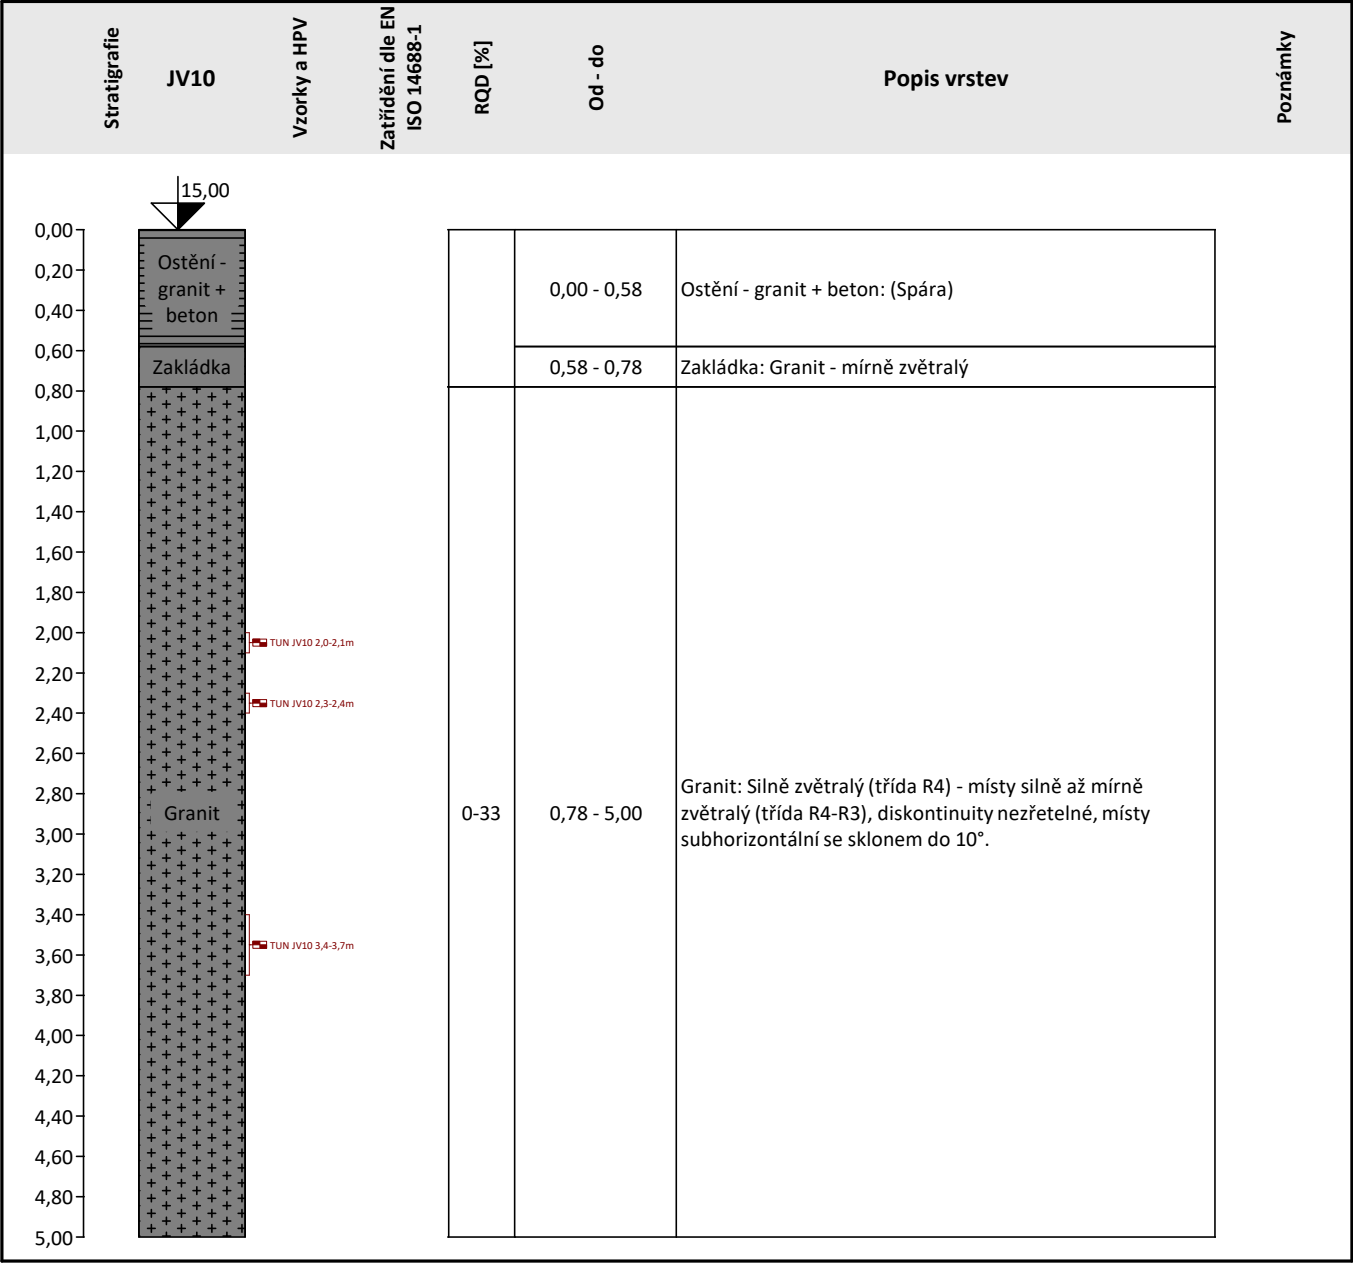 Stratigrafie
JV10
Vzorky a HPV
Zatřídění dle EN
ISO 14688-1
RQD [%]
Od - do
Popis vrstev
Poznámky
15,00
0,00
0,20
0,40
0,60
0,80
1,00
1,20
1,40
1,60
1,80
2,00
2,20
2,40
2,60
2,80
3,00
3,20
3,40
3,60
3,80
4,00
4,20
4,40
4,60
4,80
5,00
Ostění -
granit +
beton
Zakládka
Granit
TUN JV10 2,0-2,1m
TUN JV10 2,3-2,4m
TUN JV10 3,4-3,7m
0,00 - 0,58
Ostění - granit + beton: (Spára)
0,58 - 0,78
Zakládka: Granit - mírně zvětralý
0-33
0,78 - 5,00
Granit: Silně zvětralý (třída R4) - místy silně až mírně
zvětralý (třída R4-R3), diskontinuity nezřetelné, místy
subhorizontální se sklonem do 10°.